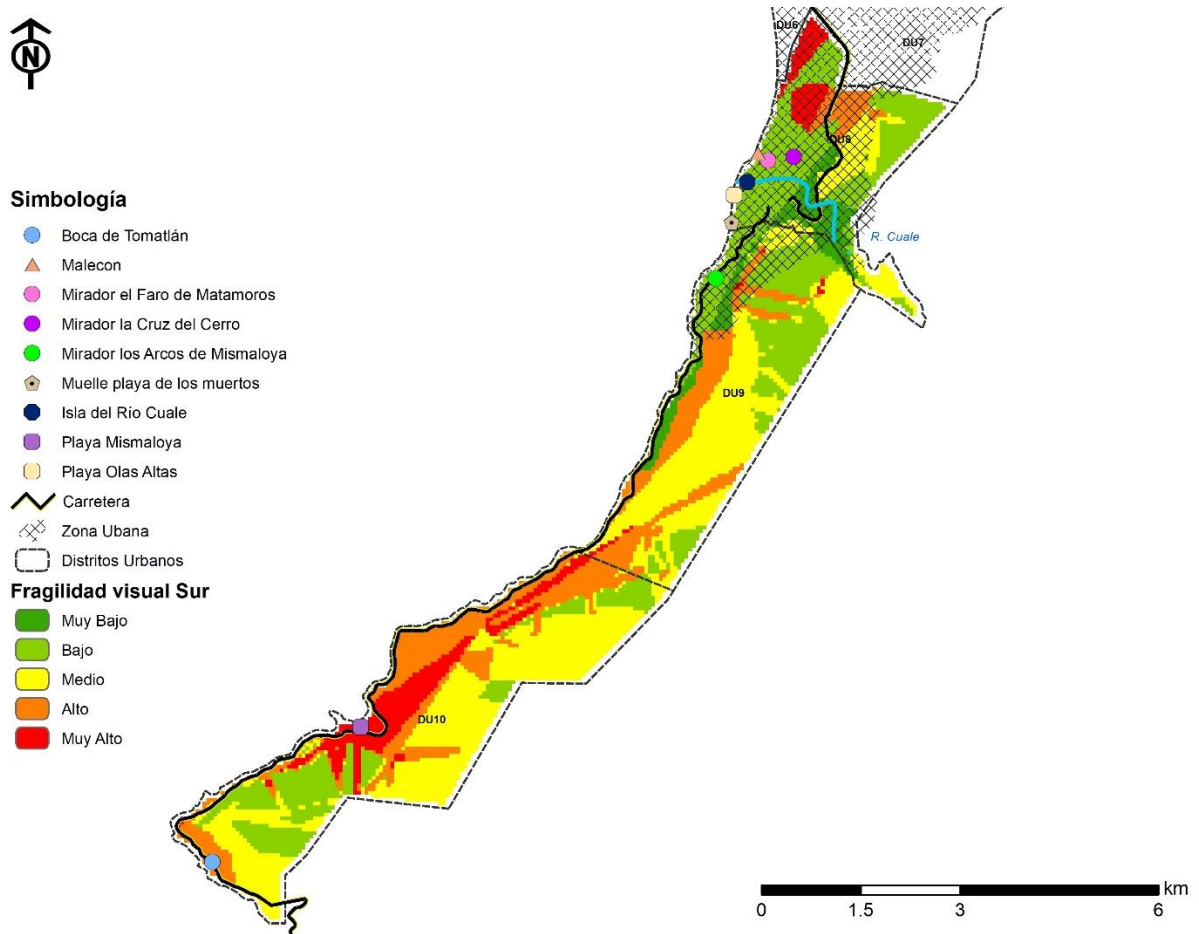 N
DU6
DU7
DU8
R. Cuale
DU9
DU10
Simbología
Boca de Tomatlán
Malecon
Mirador el Faro de Matamoros
Mirador la Cruz del Cerro
Mirador los Arcos de Mismaloya
Muelle playa de los muertos
Isla del Río Cuale
Playa Mismaloya
Playa Olas Altas
Carretera
Zona Ubana
Distritos Urbanos
Fragilidad visual Sur
Muy Bajo
Bajo
Medio
Alto
Muy Alto
km
0 1.5 3 6